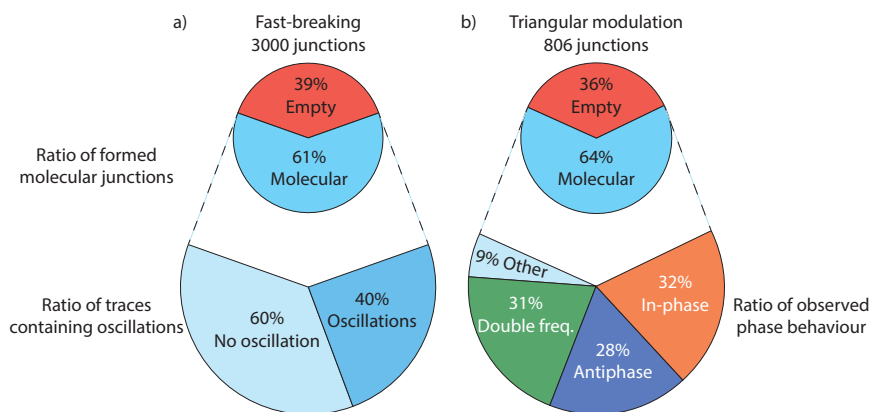 a)
Fast-breaking
3000 junctions
39%
Empty
61%
Molecular
Ratio of formed
molecular junctions
60%
No oscillation
40%
Oscillations
Ratio of traces
containing oscillations
b)
Triangular modulation
806 junctions
36%
Empty
64%
Molecular
9% Other
32%
In-phase
31%
Double freq.
28%
Antiphase
Ratio of observed
phase behaviour